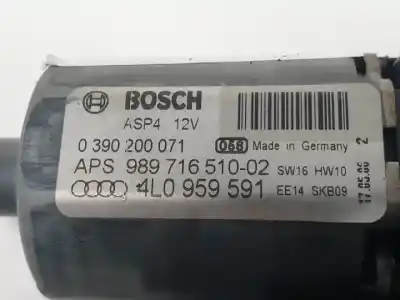 BOSCH
ASP4 12V
0 390 200 071 068 Made in Germany
APS 989 716 510-02 SW16 HW10
4L0 959 591 EE14 SKB09
2